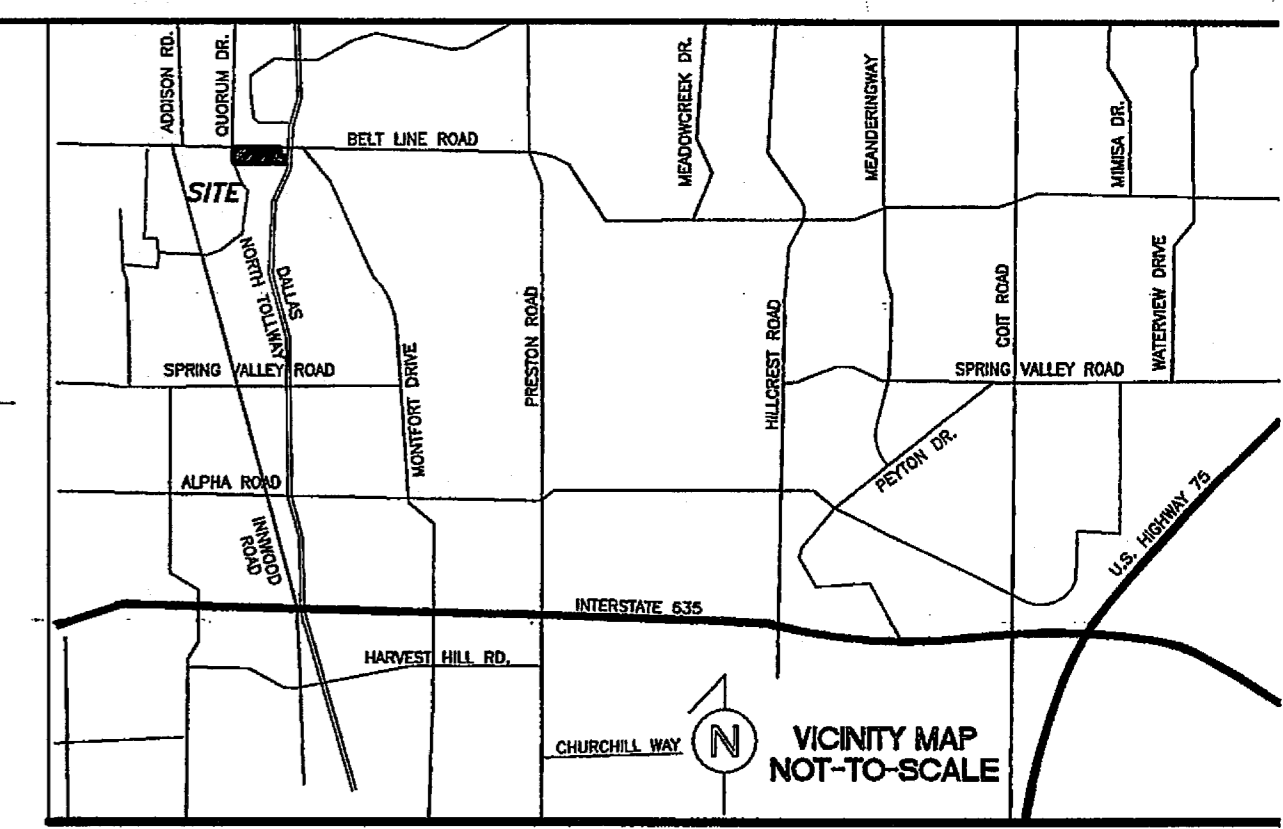 ADDISON RD.
QUORUM DR.
BELT LINE ROAD
MEADOWCREEK DR.
MEANDERINGWAY
MIMISA DR.
SITE
NORTH TOLLWAY
DALLAS
SPRING VALLEY ROAD
MONTFORT DRIVE
PRESTON ROAD
HILLCREST ROAD
COIT ROAD
WATERVIEW DRIVE
SPRING VALLEY ROAD
PEYTON DR.
ALPHA ROAD
INNWOOD
ROAD
U.S. HIGHWAY 75
INTERSTATE 635
HARVEST HILL RD.
CHURCHILL WAY
N
VICINITY MAP
NOT-TO-SCALE